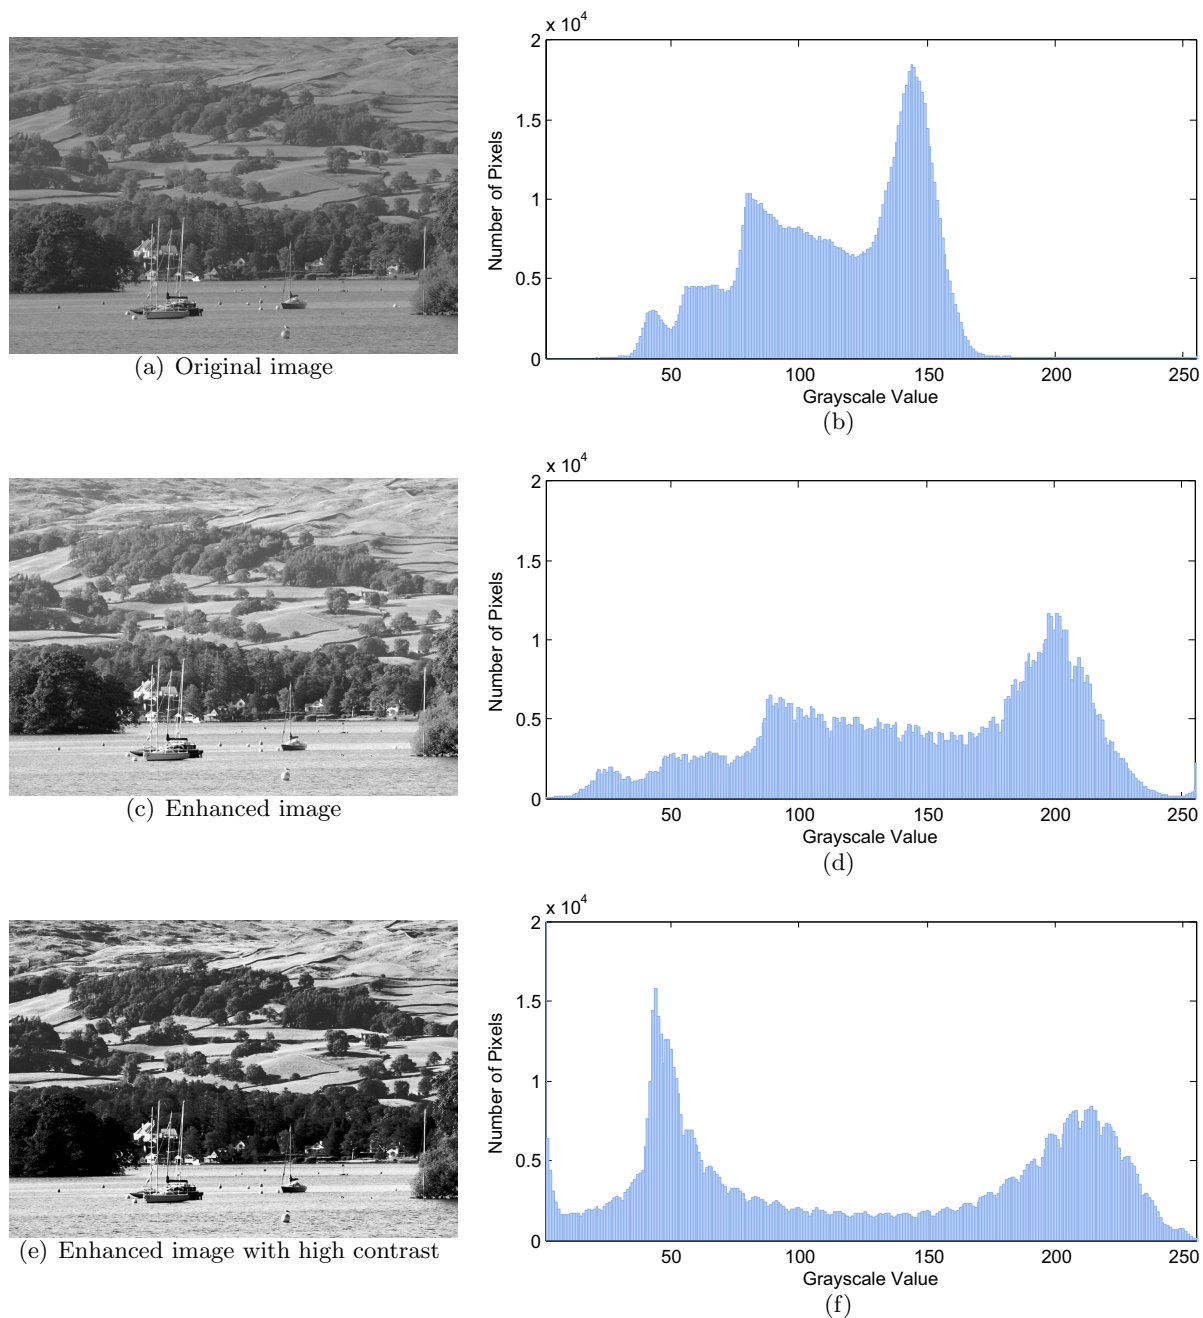 x 10^4
2
1.5
1
0.5
0
Number of Pixels
50 100 150 200 250
Grayscale Value
(a) Original image
(b)
x 10^4
2
1.5
1
0.5
0
Number of Pixels
50 100 150 200 250
Grayscale Value
(c) Enhanced image
(d)
x 10^4
2
1.5
1
0.5
0
Number of Pixels
50 100 150 200 250
Grayscale Value
(e) Enhanced image with high contrast
(f)